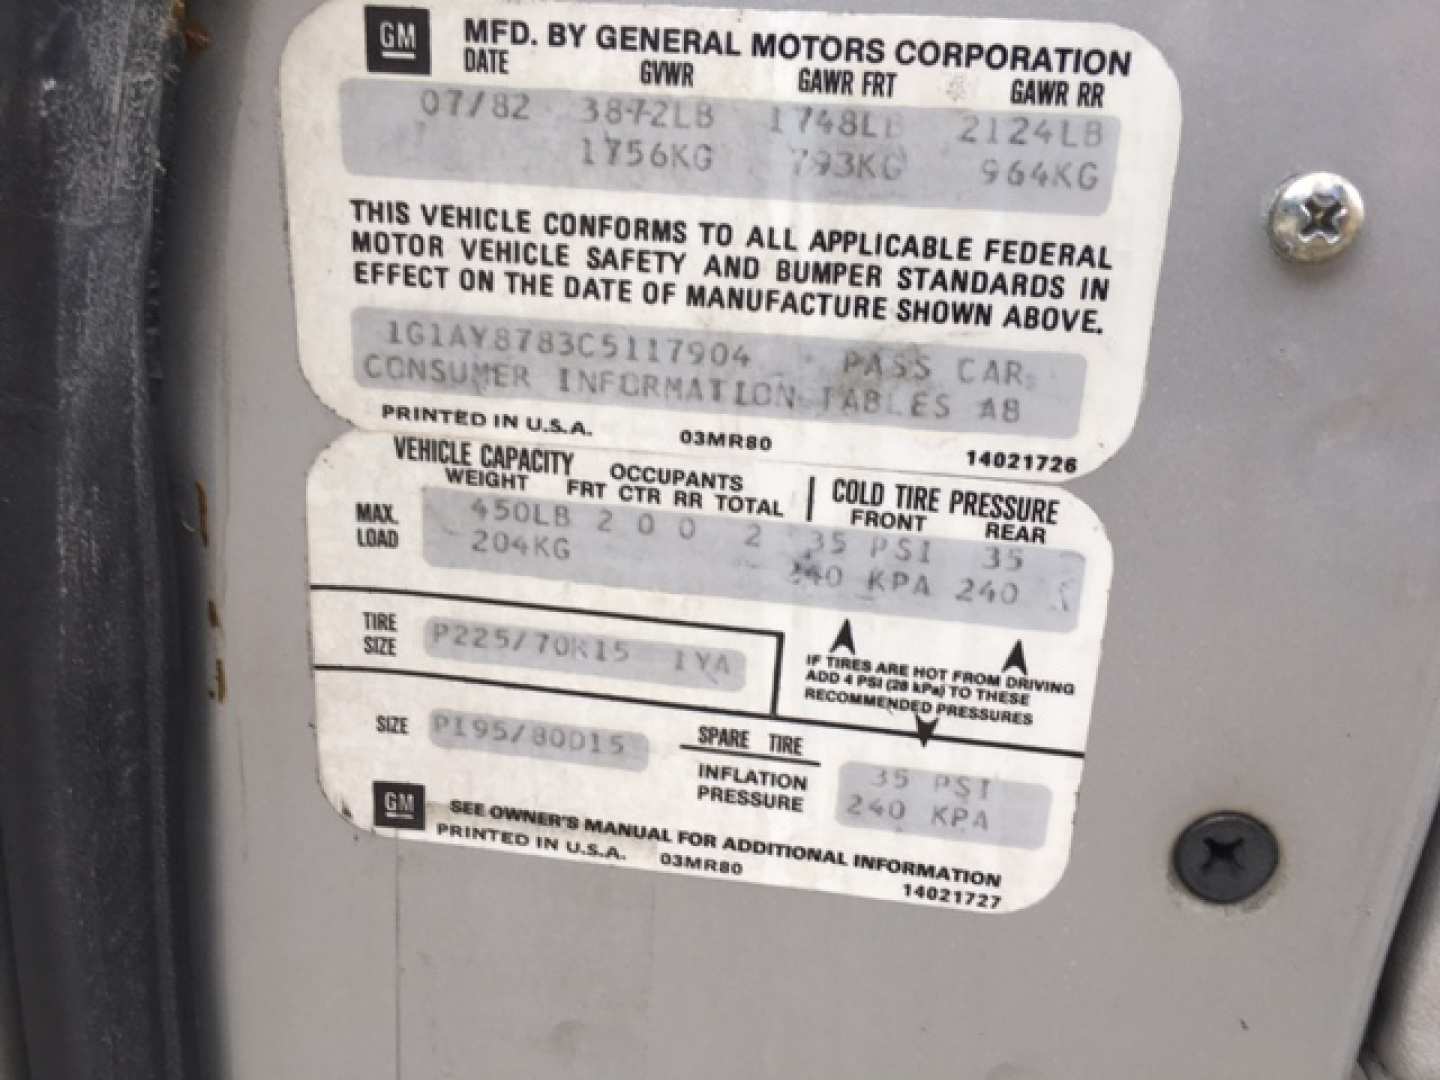 GM MFD. BY GENERAL MOTORS CORPORATION
DATE GVWR GAWR FRT GAWR RR
07/82 3872LB 1748LB 2124LB
1756KG 793KG 964KG
THIS VEHICLE CONFORMS TO ALL APPLICABLE FEDERAL
MOTOR VEHICLE SAFETY AND BUMPER STANDARDS IN
EFFECT ON THE DATE OF MANUFACTURE SHOWN ABOVE.
1G1AY8783C5117904 PASS CAR
CONSUMER INFORMATION TABLES A8
PRINTED IN U.S.A. 03MR80 14021726
VEHICLE CAPACITY
WEIGHT
OCCUPANTS
FRT CTR RR TOTAL
COLD TIRE PRESSURE
FRONT REAR
MAX. LOAD
450LB 2 0 0 2 35 PSI 35
204KG 240 KPA 240
TIRE SIZE
P225/70R15 1YA
IF TIRES ARE HOT FROM DRIVING
ADD 4 PSI (28 kPa) TO THESE
RECOMMENDED PRESSURES
SIZE P195/80D15
SPARE TIRE
INFLATION PRESSURE
35 PSI
240 KPA
GM SEE OWNER'S MANUAL FOR ADDITIONAL INFORMATION
PRINTED IN U.S.A. 03MR80 14021727